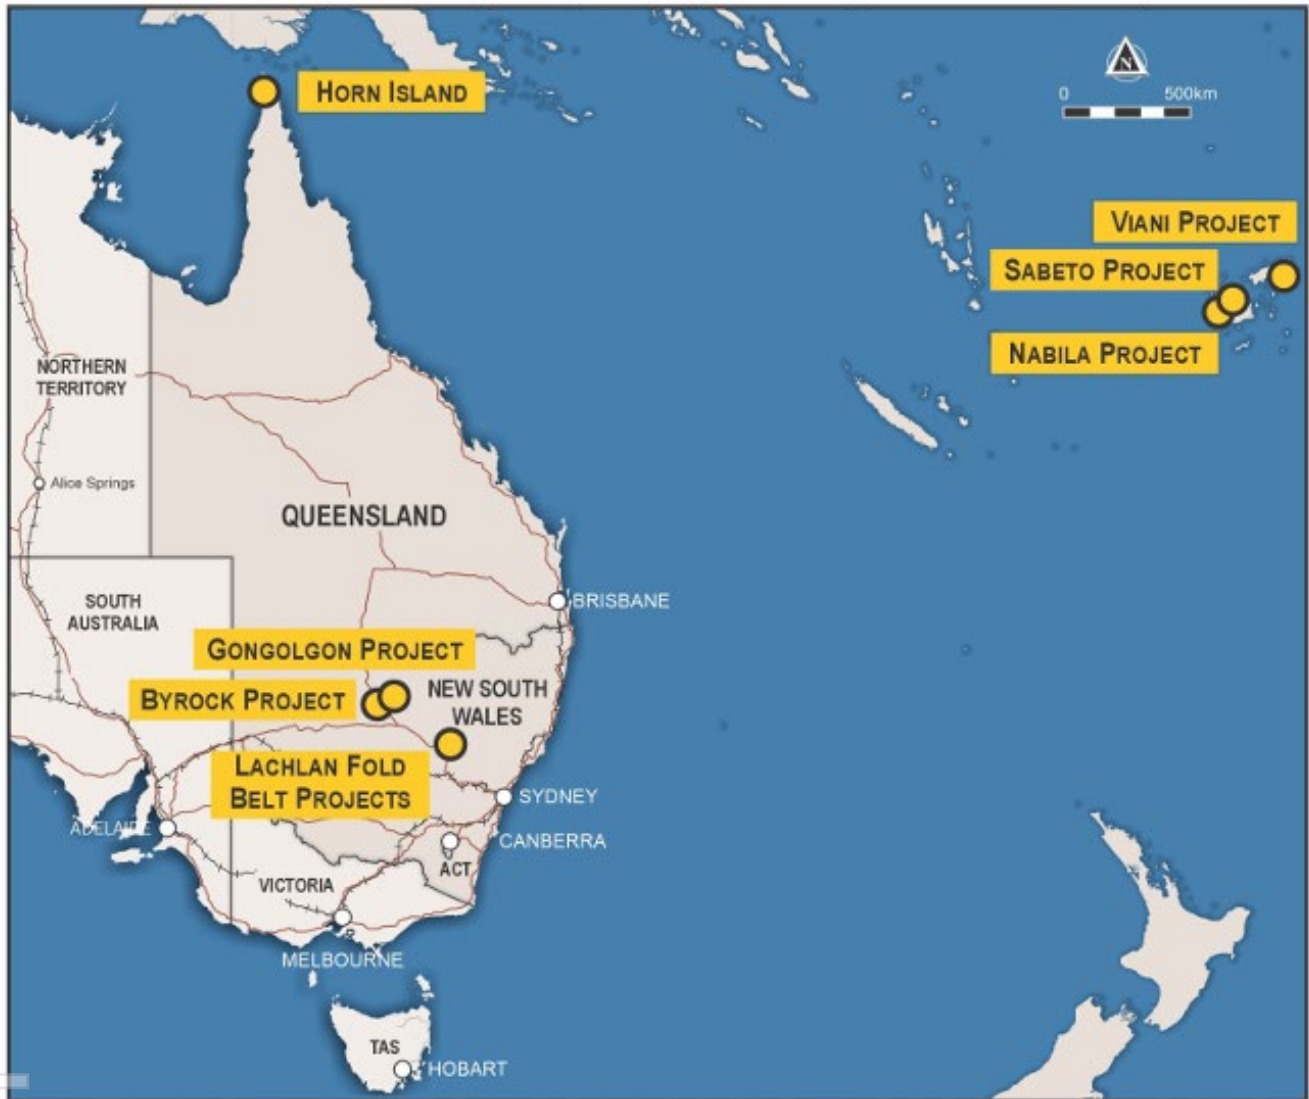 HORN ISLAND
N
0 500km
VIANI PROJECT
SABETO PROJECT
NABILA PROJECT
NORTHERN
TERRITORY
Alice Springs
QUEENSLAND
SOUTH
AUSTRALIA
BRISBANE
GONGOLGON PROJECT
BYROCK PROJECT
NEW SOUTH
WALES
LACHLAN FOLD
BELT PROJECTS
SYDNEY
ADELAIDE
CANBERRA
ACT
VICTORIA
MELBOURNE
TAS
HOBART